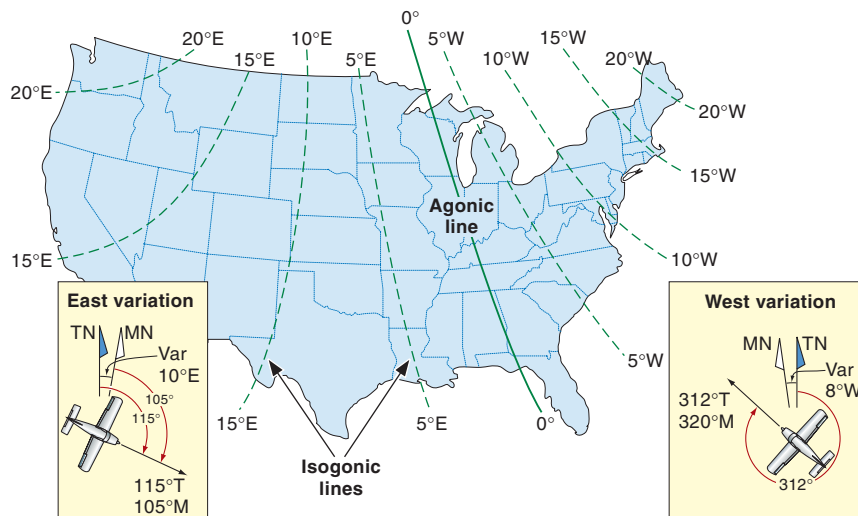 0°
20°E
15°E
10°E
5°E
5°W
10°W
15°W
20°W
20°E
20°W
15°W
Agonic
line
15°E
10°W
East variation
TN
MN
Var
10°E
105°
115°
115°T
105°M
West variation
MN
TN
Var
8°W
312°T
320°M
312°
5°W
15°E
5°E
0°
Isogonic
lines